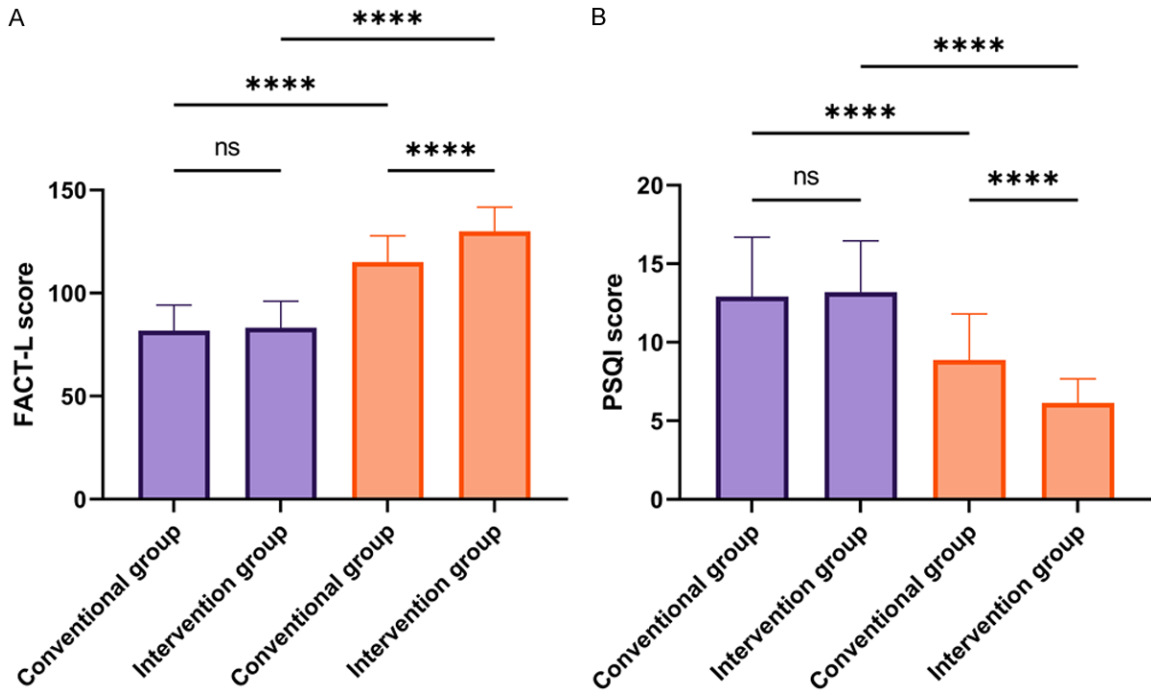 A
****
****
ns
****
150
100
50
0
FACT-L score
Conventional group
Intervention group
Conventional group
Intervention group
B
****
****
ns
****
20
15
10
5
0
PSQI score
Conventional group
Intervention group
Conventional group
Intervention group